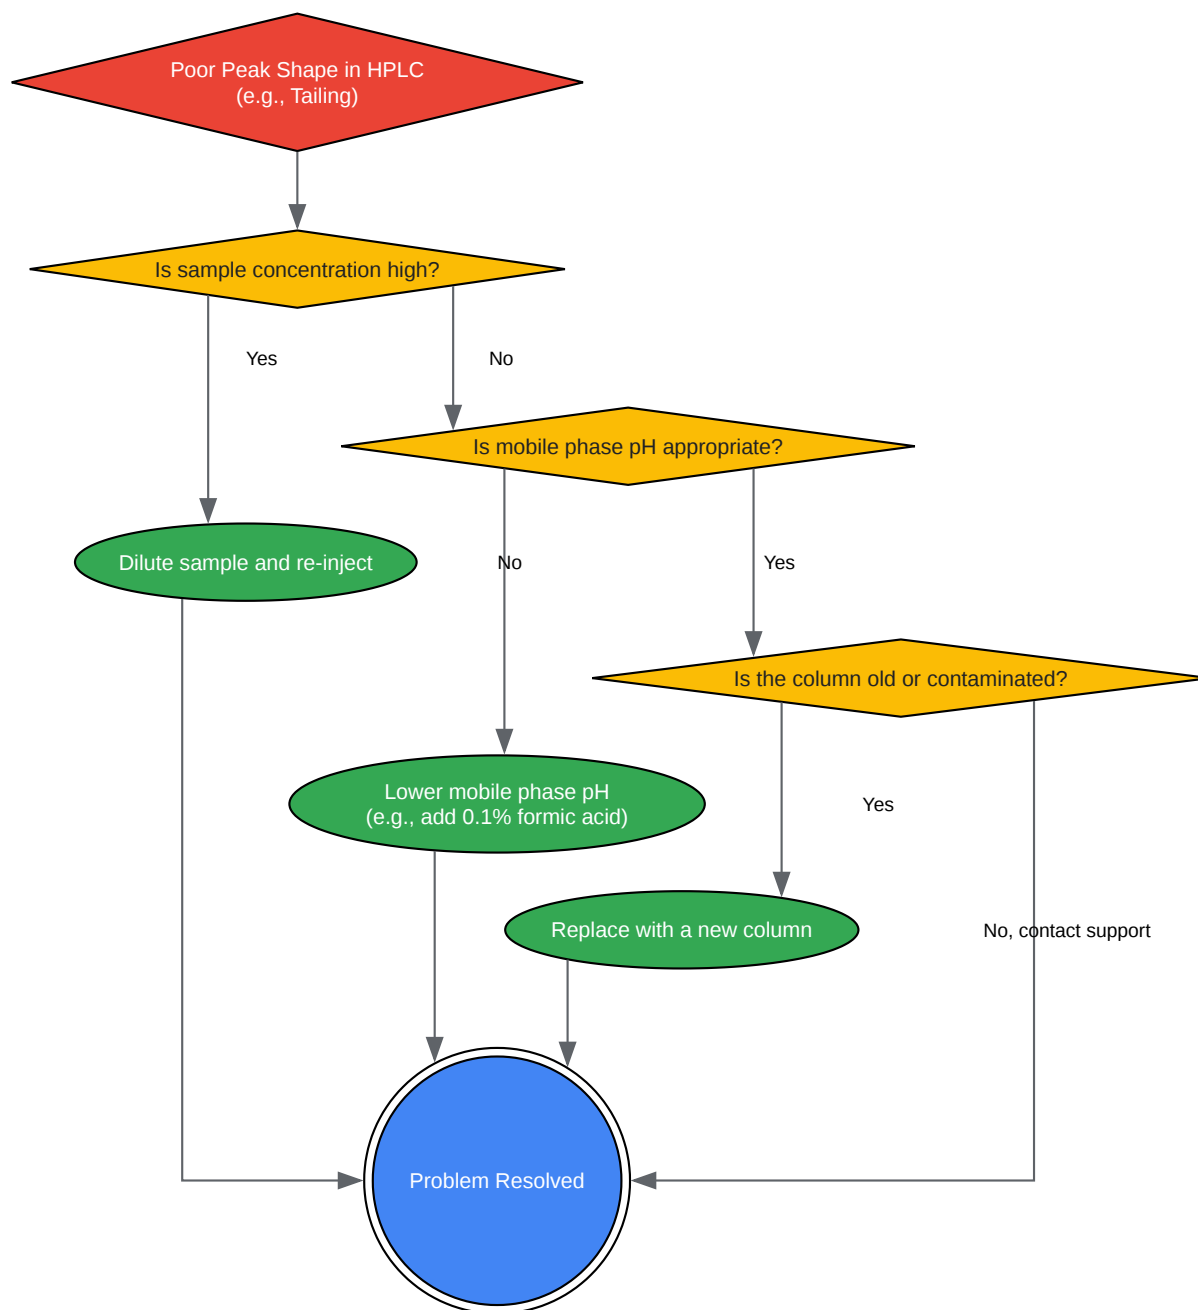 Poor Peak Shape in HPLC
(e.g., Tailing)
Is sample concentration high?
Yes
No
Is mobile phase pH appropriate?
Dilute sample and re-inject
No
Yes
Is the column old or contaminated?
Lower mobile phase pH
(e.g., add 0.1% formic acid)
Yes
Replace with a new column
No, contact support
Problem Resolved